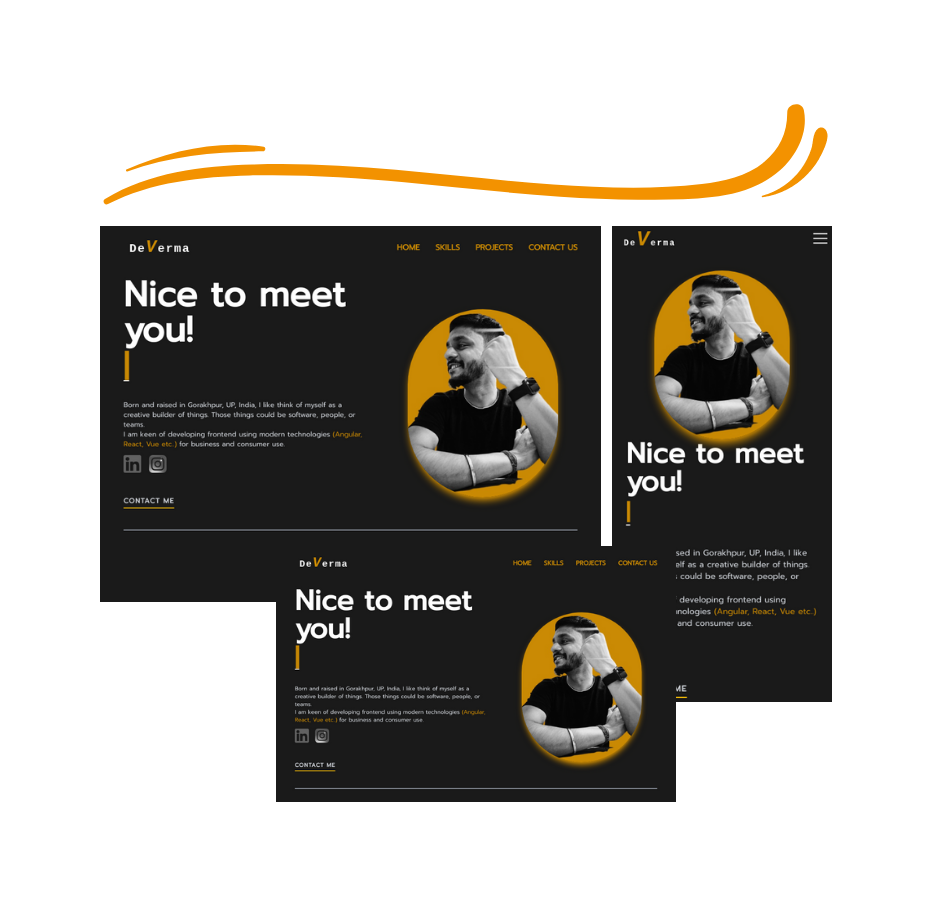 DeVerma
HOME SKILLS PROJECTS CONTACT US
Nice to meet
you!
Born and raised in Gorakhpur, UP, India, I like think of myself as a
creative builder of things. Those things could be software, people, or
teams.
I am keen of developing frontend using modern technologies (Angular,
React, Vue etc.) for business and consumer use.
in
CONTACT ME
DeVerma
Nice to meet
you!
sed in Gorakhpur, UP, India, I like
elf as a creative builder of things.
could be software, people, or
developing frontend using
nologies (Angular, React, Vue etc.)
and consumer use.
ME
DeVerma
HOME SKILLS PROJECTS CONTACT US
Nice to meet
you!
Born and raised in Gorakhpur, UP, India, I like think of myself as a
creative builder of things. Those things could be software, people, or
teams.
I am keen of developing frontend using modern technologies (Angular,
React, Vue etc.) for business and consumer use.
in
CONTACT ME